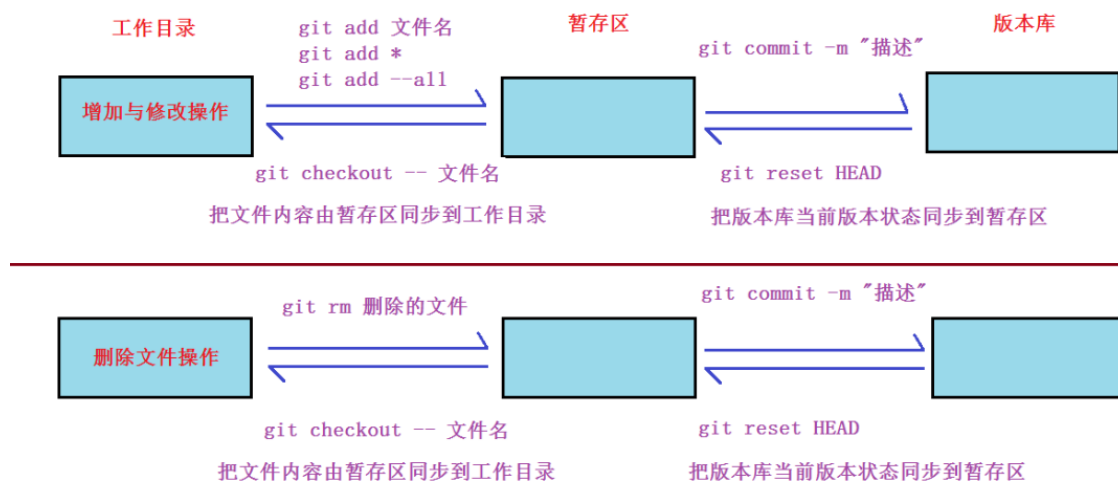 工作目录
git add 文件名
git add *
git add --all
暂存区
git commit -m "描述"
版本库
增加与修改操作
git checkout -- 文件名
把文件内容由暂存区同步到工作目录
git reset HEAD
把版本库当前版本状态同步到暂存区
git rm 删除的文件
git commit -m "描述"
删除文件操作
git checkout -- 文件名
把文件内容由暂存区同步到工作目录
git reset HEAD
把版本库当前版本状态同步到暂存区